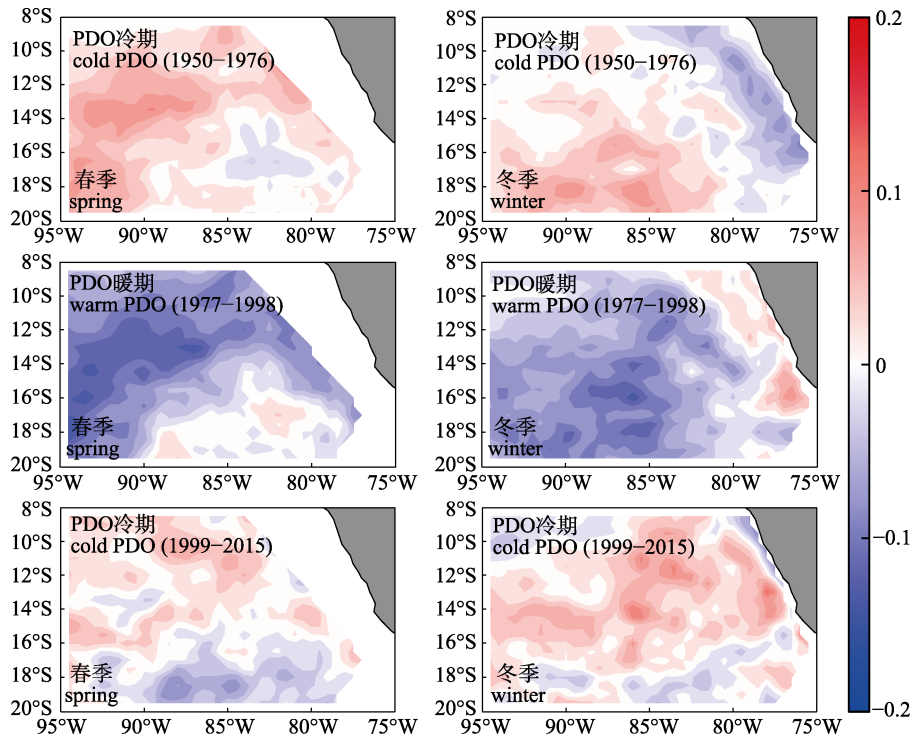 8°S
10°S
12°S
14°S
16°S
18°S
20°S
PDO冷期
cold PDO (1950−1976)
春季
spring
95°W
90°W
85°W
80°W
75°W
8°S
10°S
12°S
14°S
16°S
18°S
20°S
PDO冷期
cold PDO (1950−1976)
冬季
winter
95°W
90°W
85°W
80°W
75°W
8°S
10°S
12°S
14°S
16°S
18°S
20°S
PDO暖期
warm PDO (1977−1998)
春季
spring
95°W
90°W
85°W
80°W
75°W
8°S
10°S
12°S
14°S
16°S
18°S
20°S
PDO暖期
warm PDO (1977−1998)
冬季
winter
95°W
90°W
85°W
80°W
75°W
8°S
10°S
12°S
14°S
16°S
18°S
20°S
PDO冷期
cold PDO (1999−2015)
春季
spring
95°W
90°W
85°W
80°W
75°W
8°S
10°S
12°S
14°S
16°S
18°S
20°S
PDO冷期
cold PDO (1999−2015)
冬季
winter
95°W
90°W
85°W
80°W
75°W
0.2
0.1
0
−0.1
−0.2